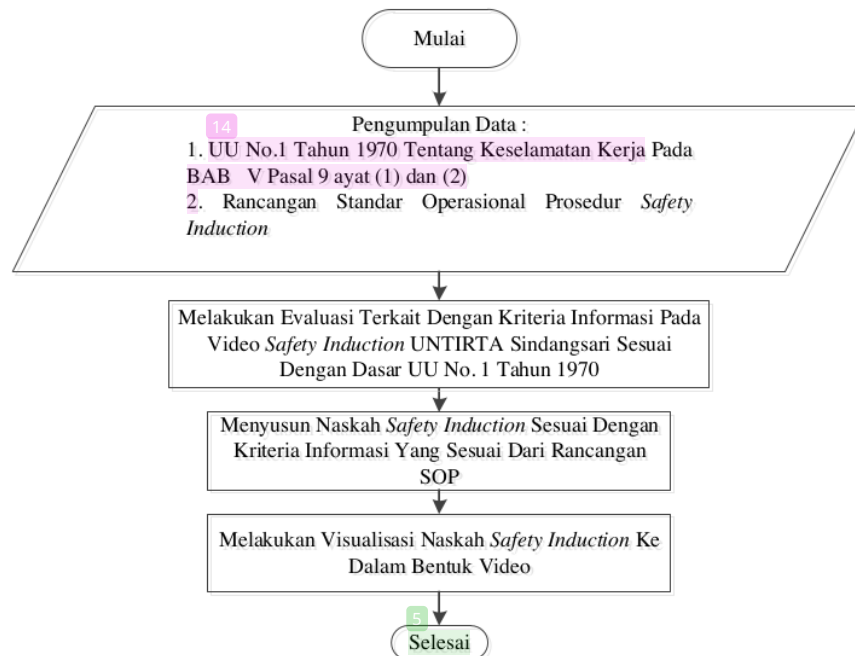 Mulai
14
Pengumpulan Data :
1. UU No.1 Tahun 1970 Tentang Keselamatan Kerja Pada
BAB V Pasal 9 ayat (1) dan (2)
2. Rancangan Standar Operasional Prosedur Safety
Induction
Melakukan Evaluasi Terkait Dengan Kriteria Informasi Pada
Video Safety Induction UNTIRTA Sindangsari Sesuai
Dengan Dasar UU No. 1 Tahun 1970
Menyusun Naskah Safety Induction Sesuai Dengan
Kriteria Informasi Yang Sesuai Dari Rancangan
SOP
Melakukan Visualisasi Naskah Safety Induction Ke
Dalam Bentuk Video
5
Selesai